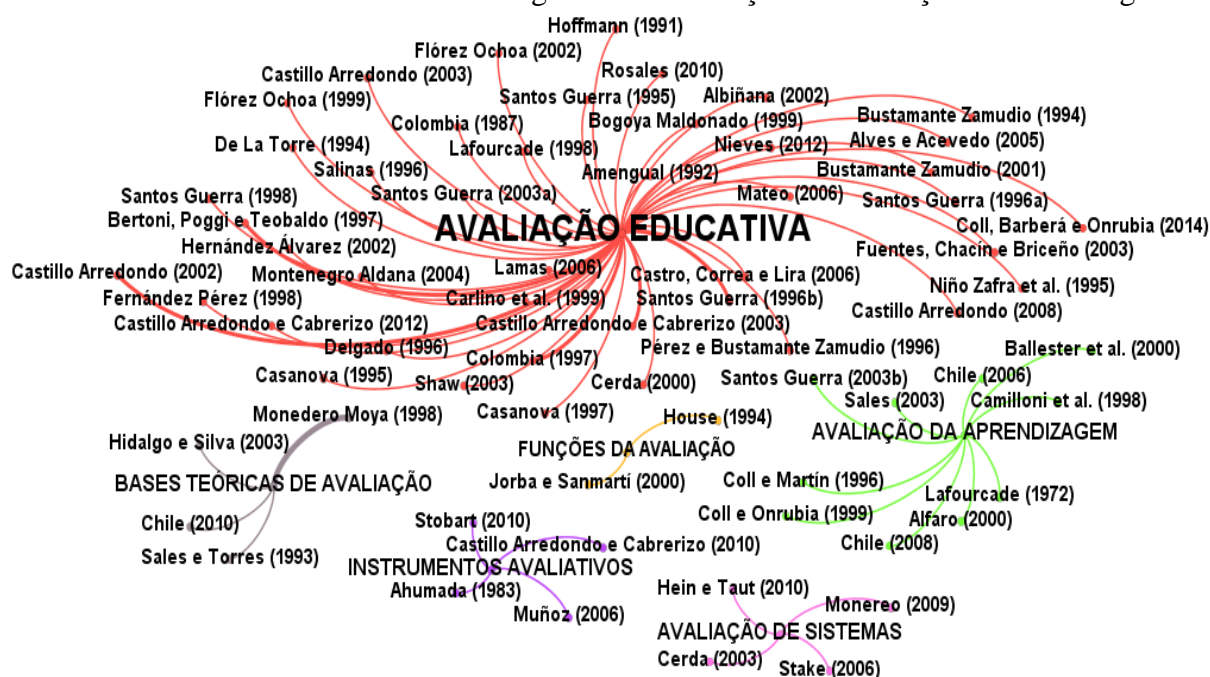 Hoffmann (1991)
Flórez Ochoa (2002)
Castillo Arredondo (2003)
Rosales (2010)
Flórez Ochoa (1999)
Santos Guerra (1995)
Albiñana (2002)
Colombia (1987)
Bogoya Maldonado (1999)
Bustamante Zamudio (1994)
De La Torre (1994)
Lafourcade (1998)
Nieves (2012)
Alves e Acevedo (2005)
Salinas (1996)
Amengual (1992)
Bustamante Zamudio (2001)
Santos Guerra (1998)
Santos Guerra (2003a)
Mateo (2006)
Santos Guerra (1996a)
Bertoni, Poggi e Teobaldo (1997)
AVALIAÇÃO EDUCATIVA
Coll, Barberá e Onrubia (2014)
Hernández Álvarez (2002)
Fuentes, Chacín e Briceño (2003)
Castillo Arredondo (2002)
Montenegro Aldana (2004)
Lamas (2006)
Castro, Correa e Lira (2006)
Niño Zafra et al. (1995)
Fernández Pérez (1998)
Carlino et al. (1999)
Santos Guerra (1996b)
Castillo Arredondo (2008)
Castillo Arredondo e Cabrerizo (2012)
Castillo Arredondo e Cabrerizo (2003)
Delgado (1996)
Colombia (1997)
Pérez e Bustamante Zamudio (1996)
Ballester et al. (2000)
Casanova (1995)
Shaw (2003)
Cerda (2000)
Santos Guerra (2003b)
Chile (2006)
Sales (2003)
Camilloni et al. (1998)
Monedero Moya (1998)
Casanova (1997)
House (1994)
AVALIAÇÃO DA APRENDIZAGEM
Hidalgo e Silva (2003)
FUNÇÕES DA AVALIAÇÃO
BASES TEÓRICAS DE AVALIAÇÃO
Jorba e Sanmartí (2000)
Coll e Martín (1996)
Lafourcade (1972)
Chile (2010)
Stobart (2010)
Coll e Onrubia (1999)
Alfaro (2000)
Sales e Torres (1993)
Castillo Arredondo e Cabrerizo (2010)
Chile (2008)
INSTRUMENTOS AVALIATIVOS
Ahumada (1983)
Hein e Taut (2010)
Muñoz (2006)
Monereo (2009)
AVALIAÇÃO DE SISTEMAS
Cerda (2003)
Stake (2006)